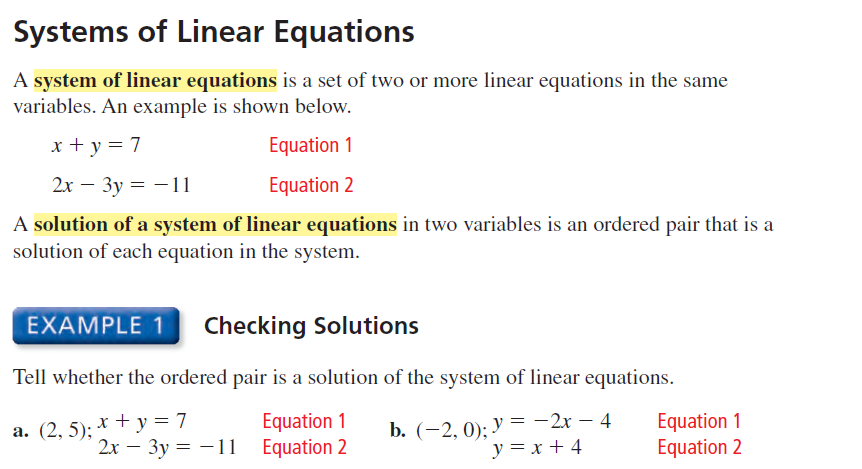 Systems of Linear Equations
A system of linear equations is a set of two or more linear equations in the same
variables. An example is shown below.
x + y = 7 Equation 1
2x − 3y = −11 Equation 2
A solution of a system of linear equations in two variables is an ordered pair that is a
solution of each equation in the system.
EXAMPLE 1 Checking Solutions
Tell whether the ordered pair is a solution of the system of linear equations.
a. (2, 5); x + y = 7 Equation 1 b. (−2, 0); y = −2x − 4 Equation 1
2x − 3y = −11 Equation 2 y = x + 4 Equation 2